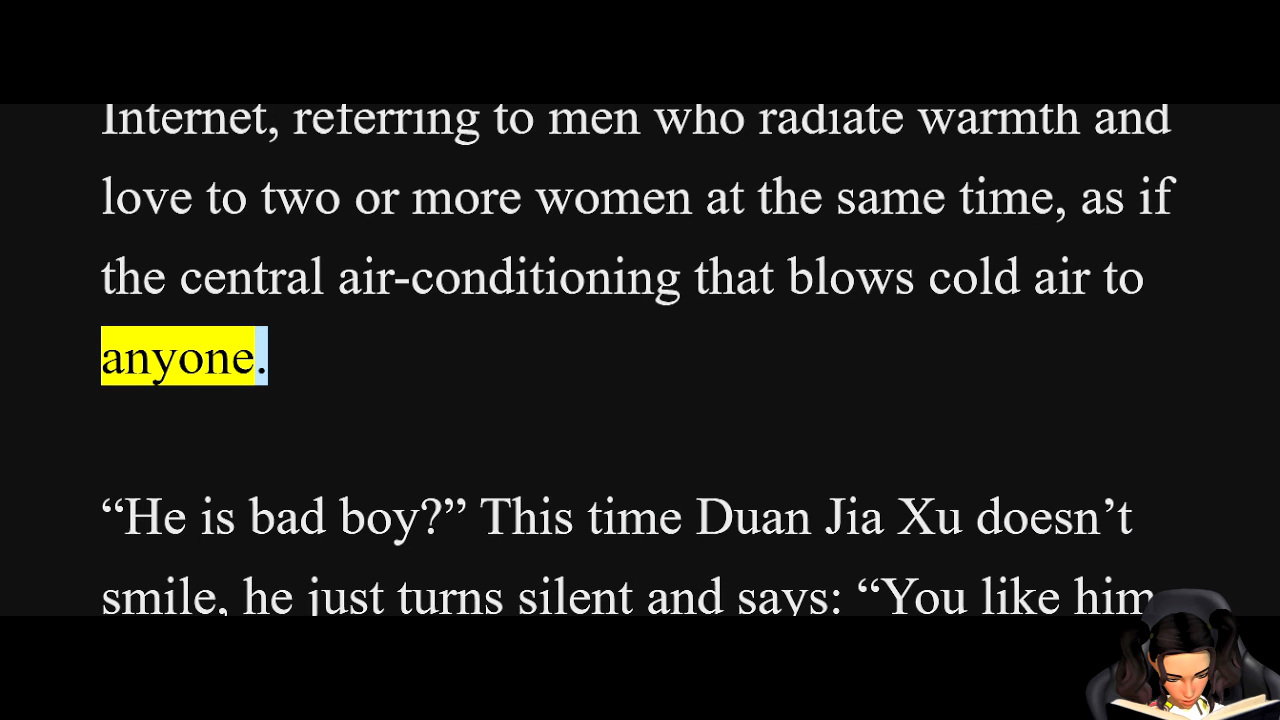 Internet, referring to men who radiate warmth and
love to two or more women at the same time, as if
the central air-conditioning that blows cold air to
anyone.
“He is bad boy?” This time Duan Jia Xu doesn’t
smile, he just turns silent and says: “You like him